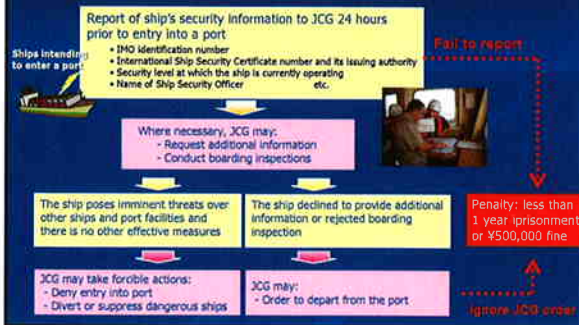 Report of ship's security information to JCG 24 hours
prior to entry into a port
• IMO identification number
• International Ship Security Certificate number and its issuing authority
• Security level at which the ship is currently operating
• Name of Ship Security Officer etc.
Ships intending
to enter a port
Fail to report
Where necessary, JCG may:
- Request additional information
- Conduct boarding inspections
The ship poses imminent threats over
other ships and port facilities and
there is no other effective measures
The ship declined to provide additional
information or rejected boarding
inspection
Penalty: less than
1 year iprisonment
or ¥500,000 fine
JCG may take forcible actions:
- Deny entry into port
- Divert or suppress dangerous ships
JCG may:
- Order to depart from the port
ignore JCG order